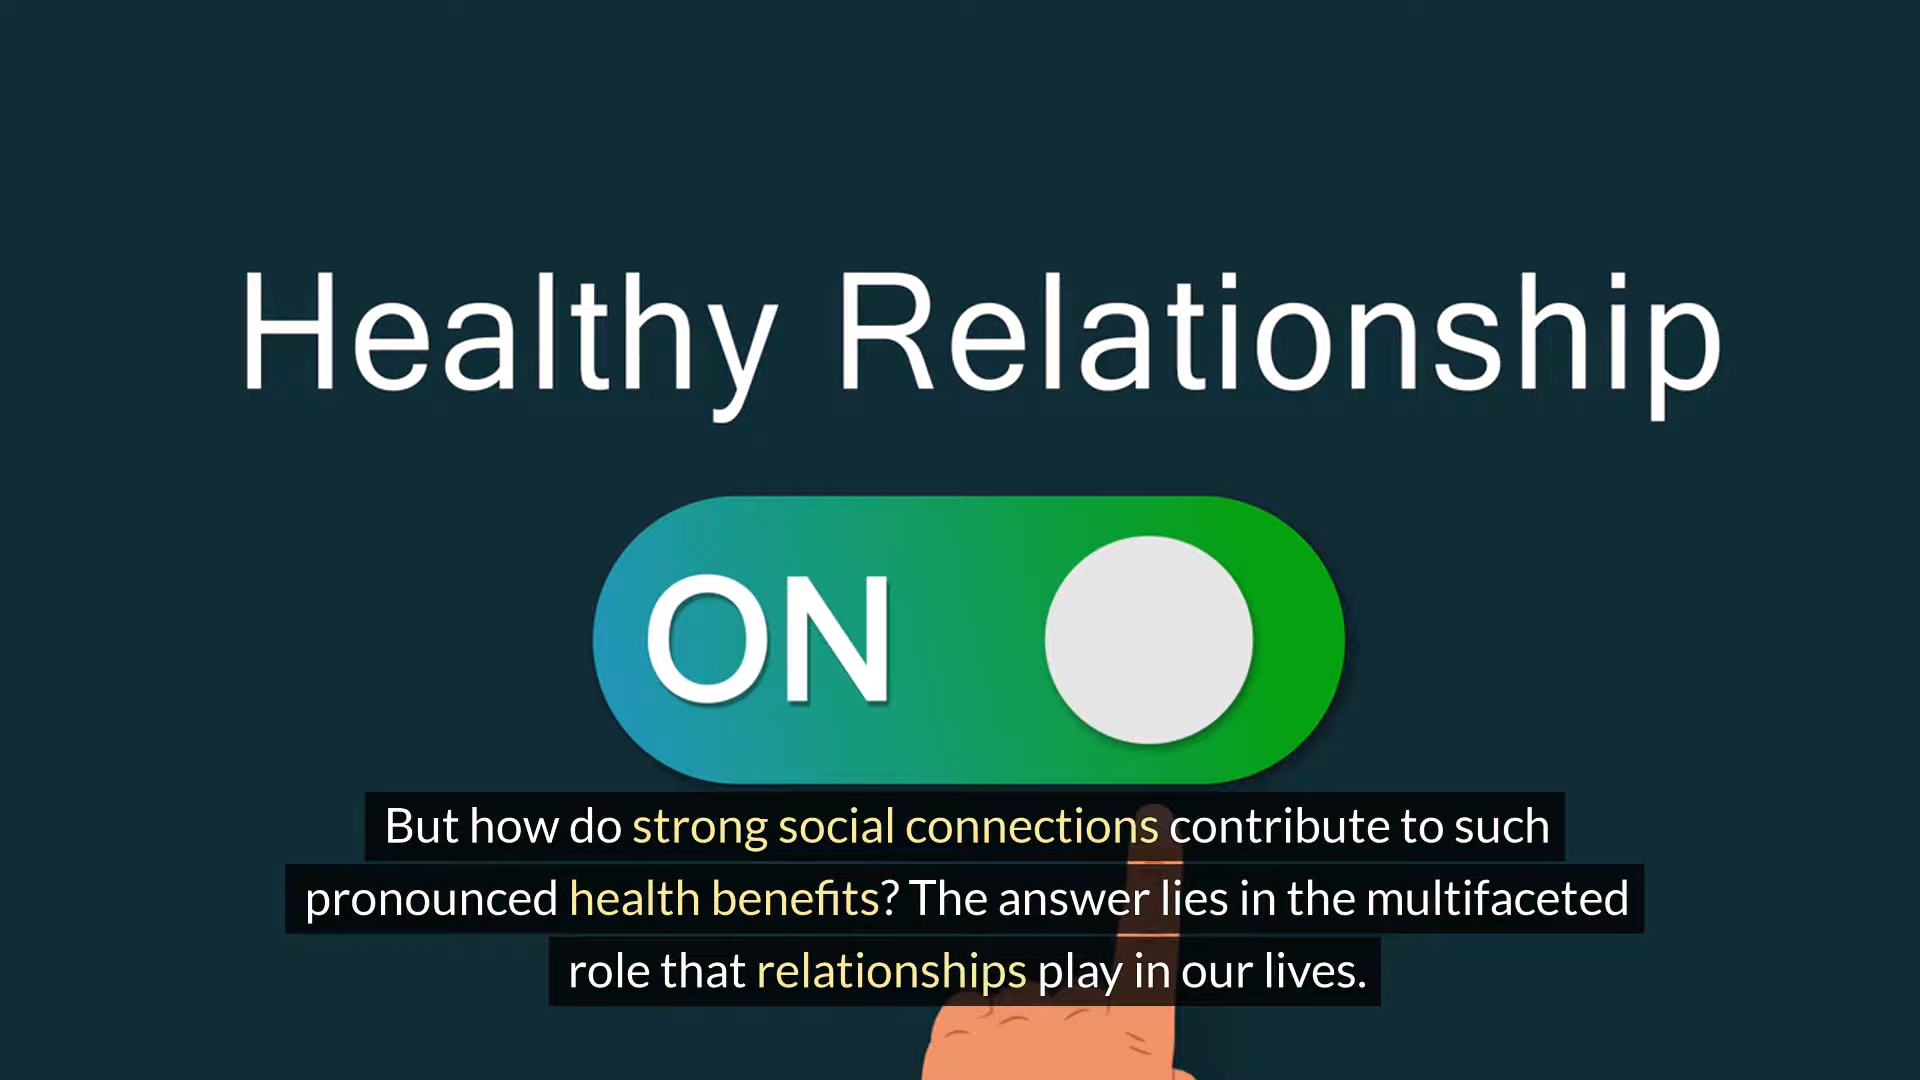 Healthy Relationship
ON
But how do strong social connections contribute to such
pronounced health benefits? The answer lies in the multifaceted
role that relationships play in our lives.